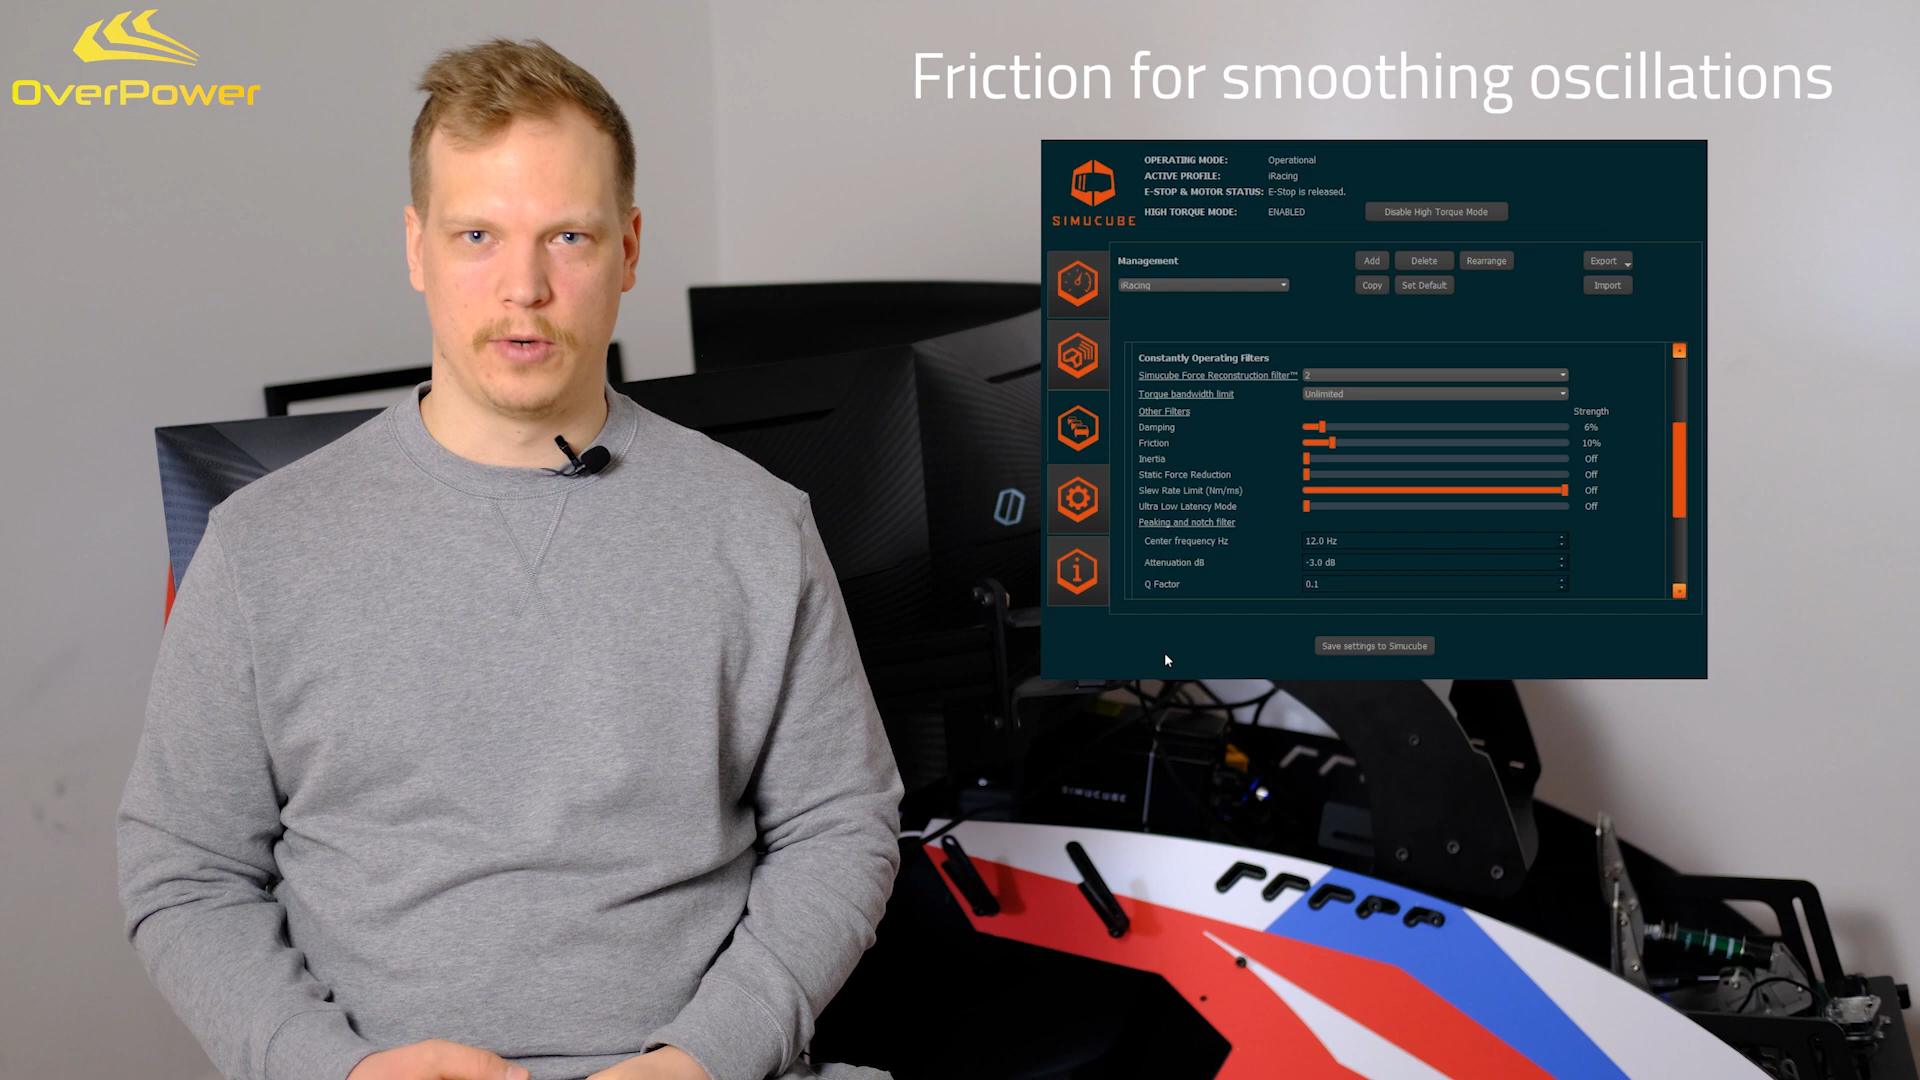 OverPower
Friction for smoothing oscillations
SIMUCUBE
OPERATING MODE: Operational
ACTIVE PROFILE: iRacing
E-STOP & MOTOR STATUS: E-Stop is released.
HIGH TORQUE MODE: ENABLED Disable High Torque Mode
Management Add Delete Rearrange Export
iRacing Copy Set Default Import
Constantly Operating Filters
Simucube Force Reconstruction filter™ 2
Torque bandwidth limit Unlimited
Other Filters Strength
Damping 6%
Friction 10%
Inertia Off
Static Force Reduction Off
Slew Rate Limit (Nm/ms) Off
Ultra Low Latency Mode Off
Peaking and notch filter
Center frequency Hz 12.0 Hz
Attenuation dB -3.0 dB
Q Factor 0.1
Save settings to Simucube
SIMUCUBE